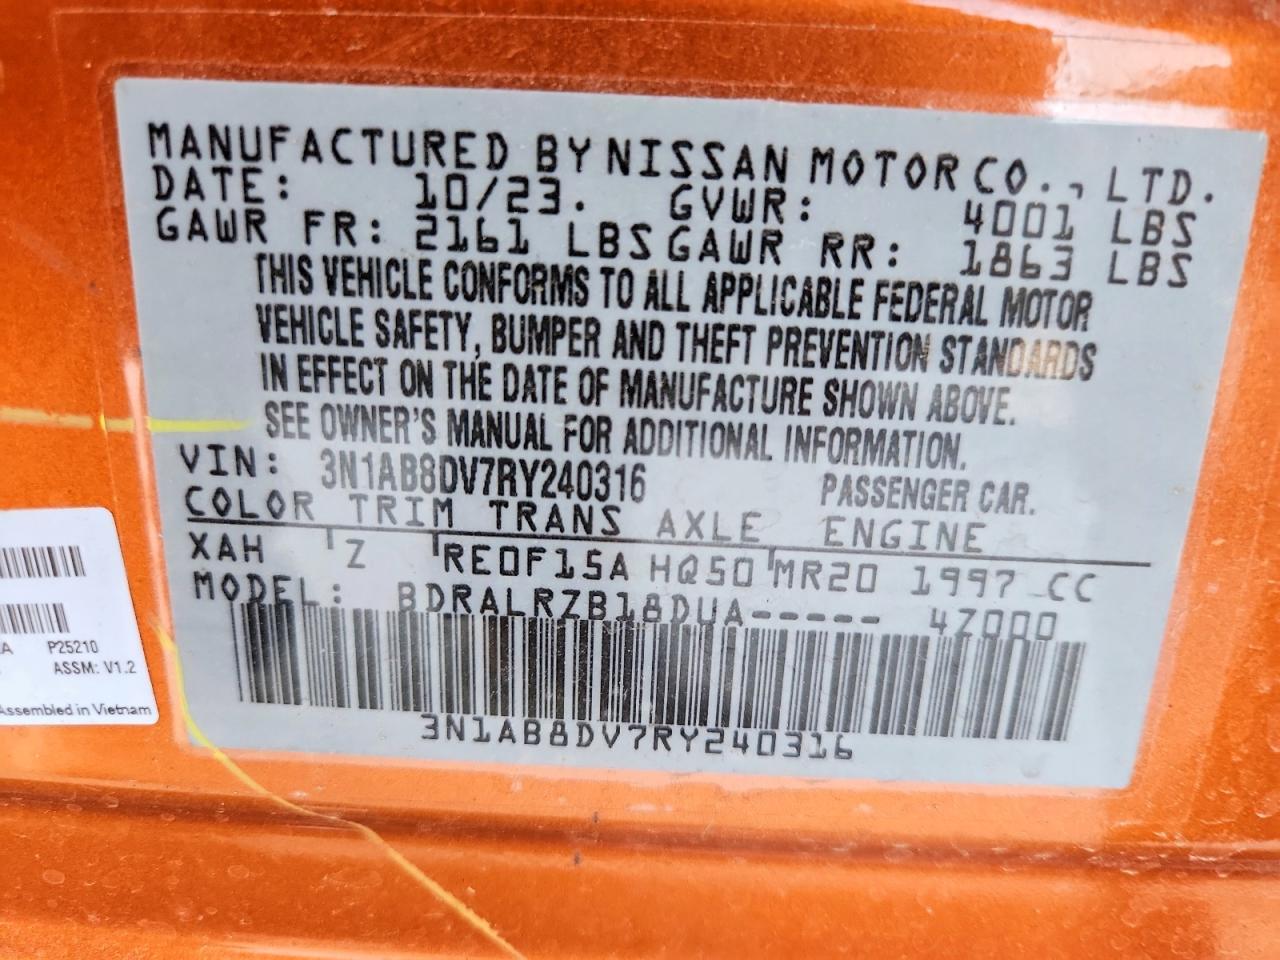 MANUFACTURED BY NISSAN MOTOR CO., LTD.
DATE: 10/23. GVWR: 4001 LBS
GAWR FR: 2161 LBS GAWR RR: 1863 LBS
THIS VEHICLE CONFORMS TO ALL APPLICABLE FEDERAL MOTOR
VEHICLE SAFETY, BUMPER AND THEFT PREVENTION STANDARDS
IN EFFECT ON THE DATE OF MANUFACTURE SHOWN ABOVE.
SEE OWNER'S MANUAL FOR ADDITIONAL INFORMATION.
VIN: 3N1AB8DV7RY240316 PASSENGER CAR.
COLOR TRIM TRANS AXLE ENGINE
XAH Z RE0F15A HQ50 MR20 1997 CC
MODEL: BDRALRZB18DUA----- 4Z000
3N1AB8DV7RY240316
P25210
ASSM: V1.2
Assembled in Vietnam